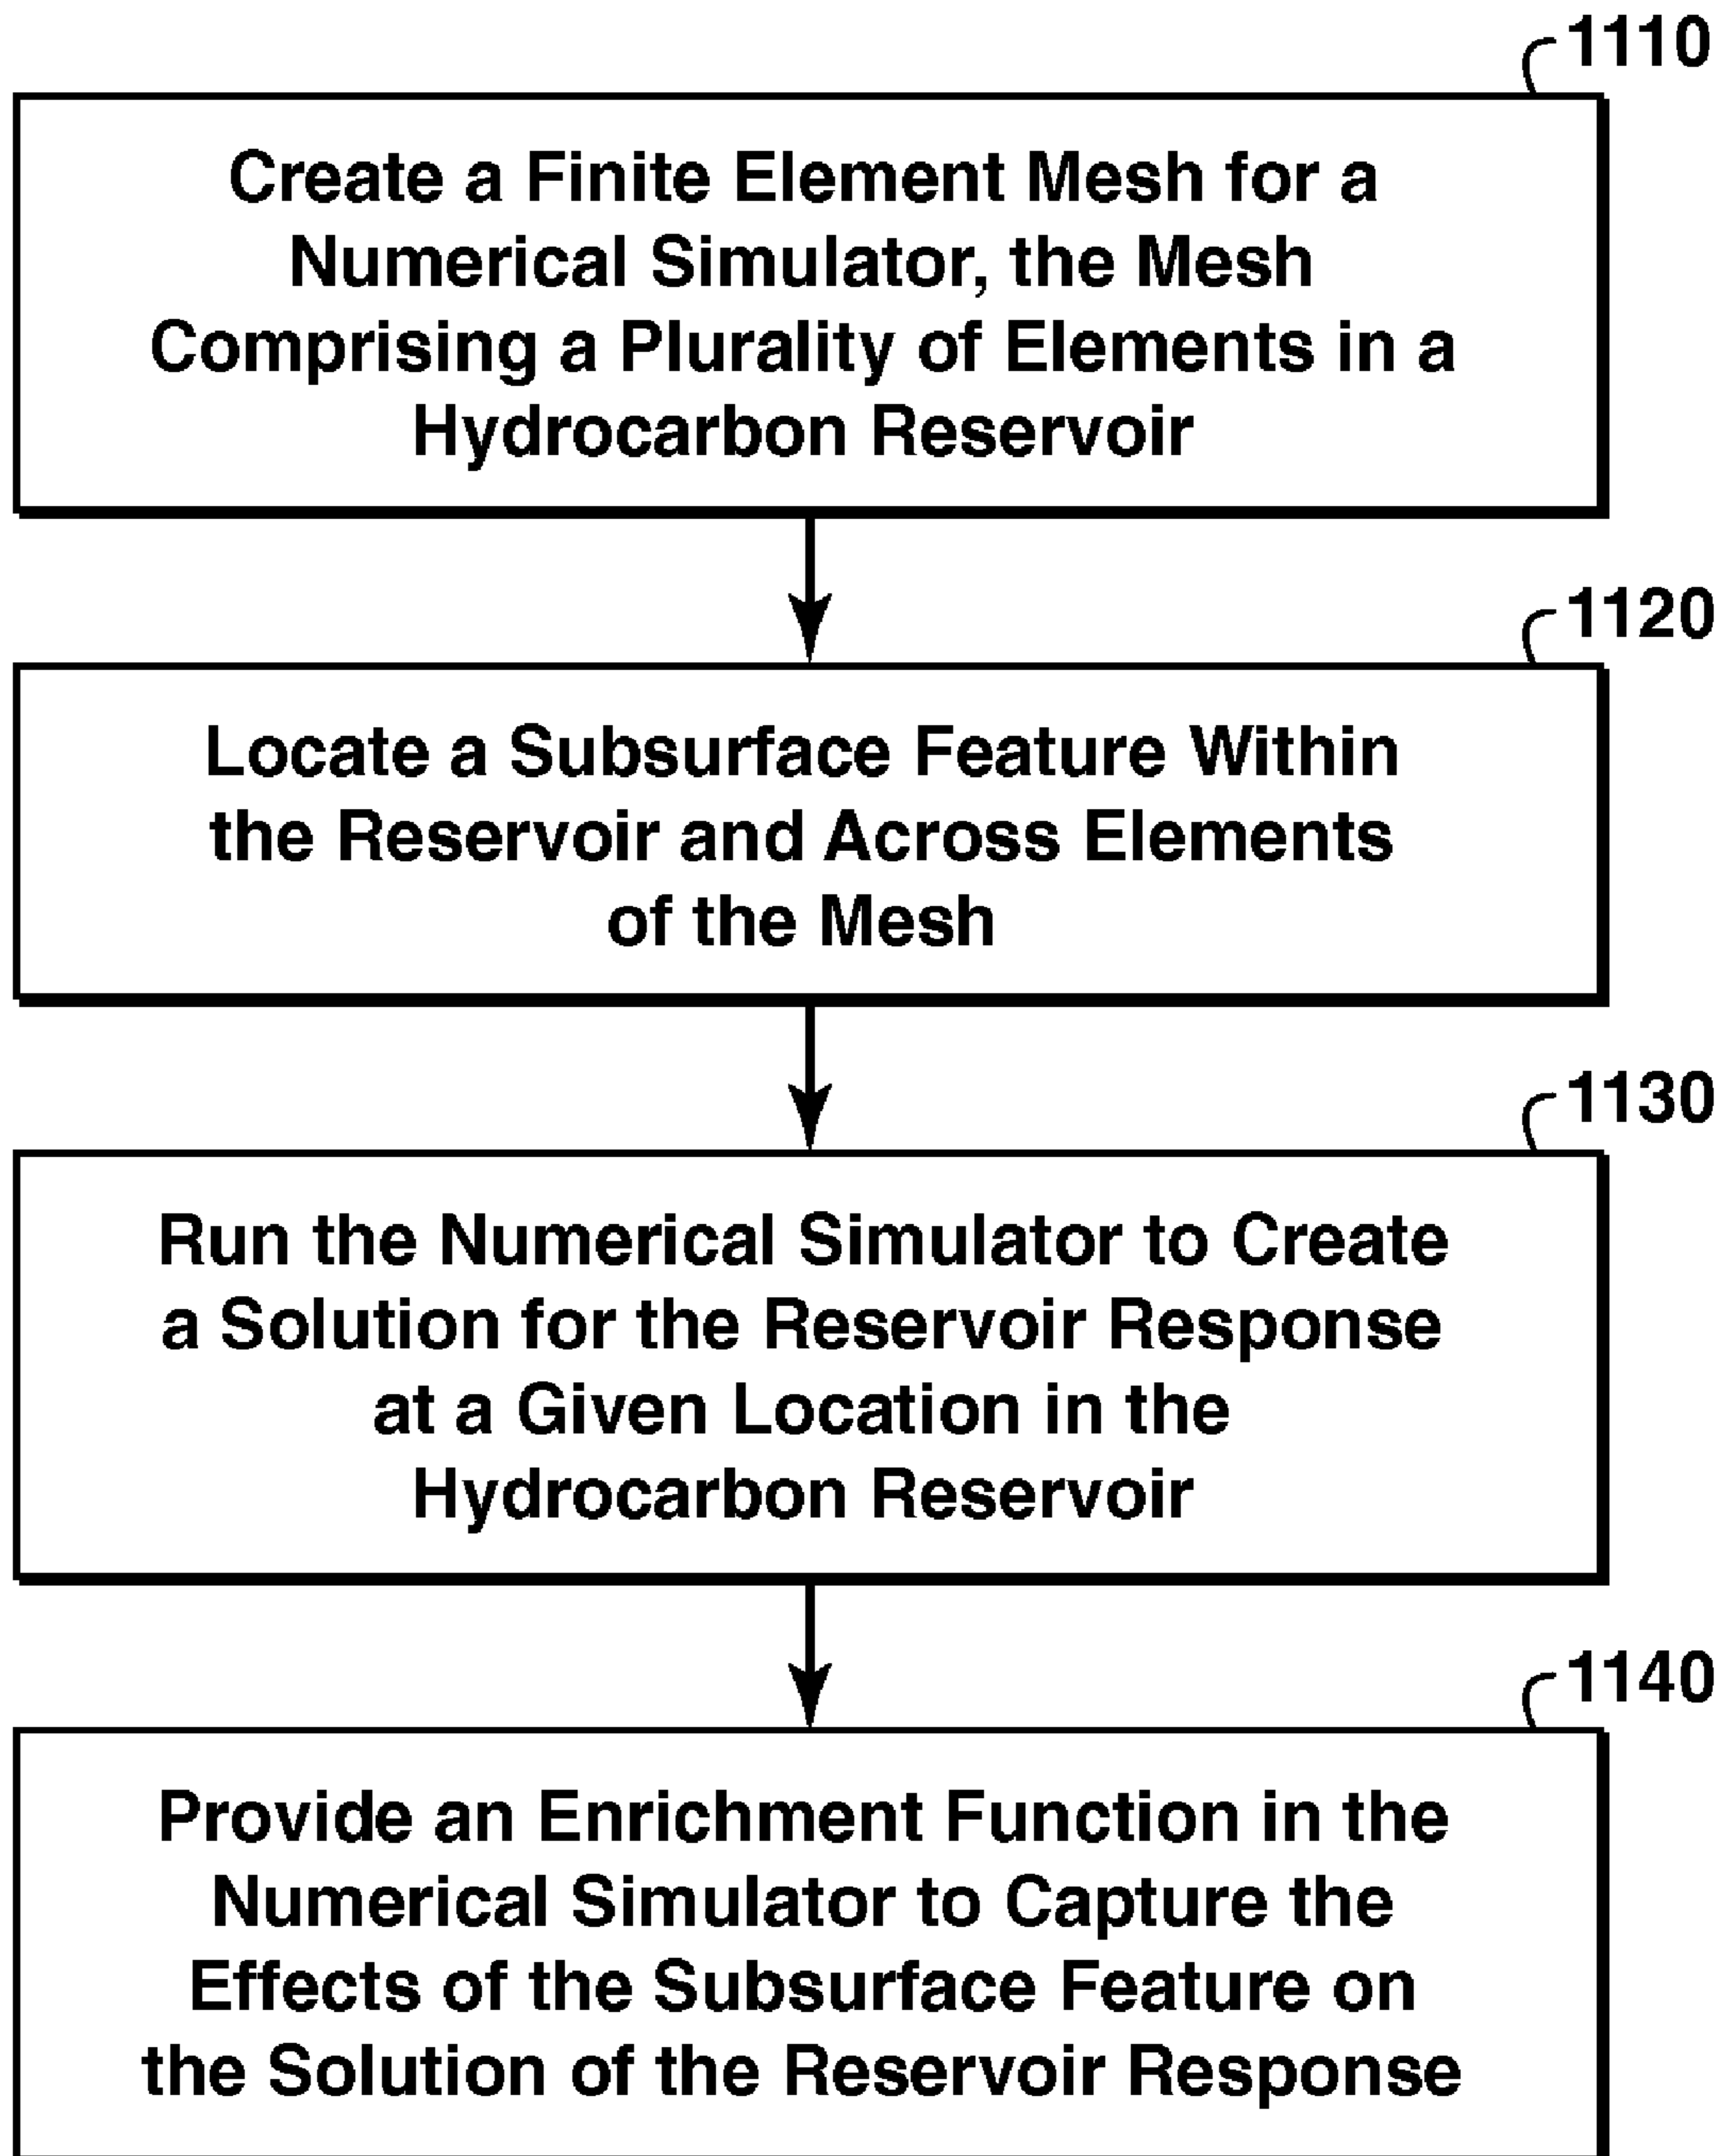 1110
Create a Finite Element Mesh for a
Numerical Simulator, the Mesh
Comprising a Plurality of Elements in a
Hydrocarbon Reservoir
1120
Locate a Subsurface Feature Within
the Reservoir and Across Elements
of the Mesh
1130
Run the Numerical Simulator to Create
a Solution for the Reservoir Response
at a Given Location in the
Hydrocarbon Reservoir
1140
Provide an Enrichment Function in the
Numerical Simulator to Capture the
Effects of the Subsurface Feature on
the Solution of the Reservoir Response